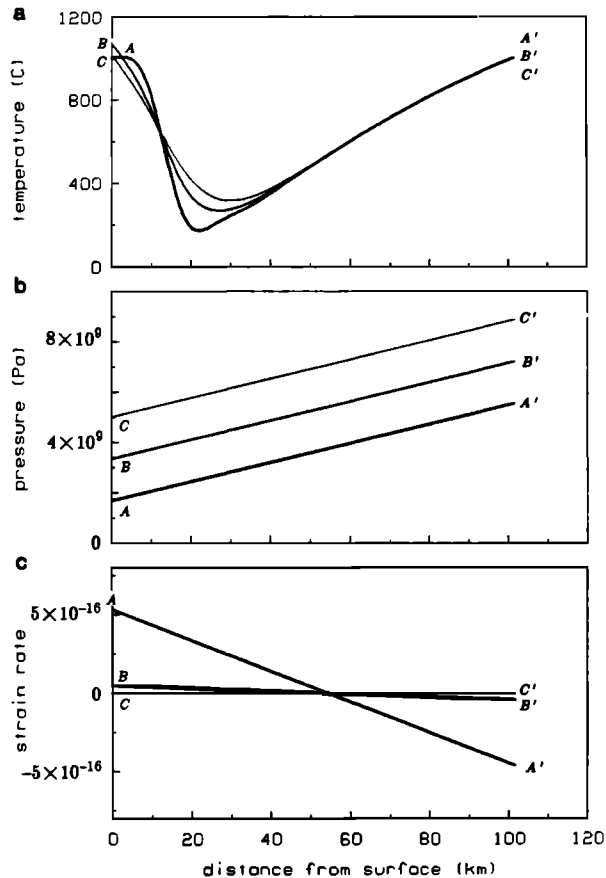 a
1200
800
400
0
temperature (C)
B
A
C
A'
B'
C'
b
8×10⁹
4×10⁹
0
pressure (Pa)
C
B
A
C'
B'
A'
c
5×10⁻¹⁶
0
−5×10⁻¹⁶
strain rate
A
B
C
C'
B'
A'
0 20 40 60 80 100 120
distance from surface (km)